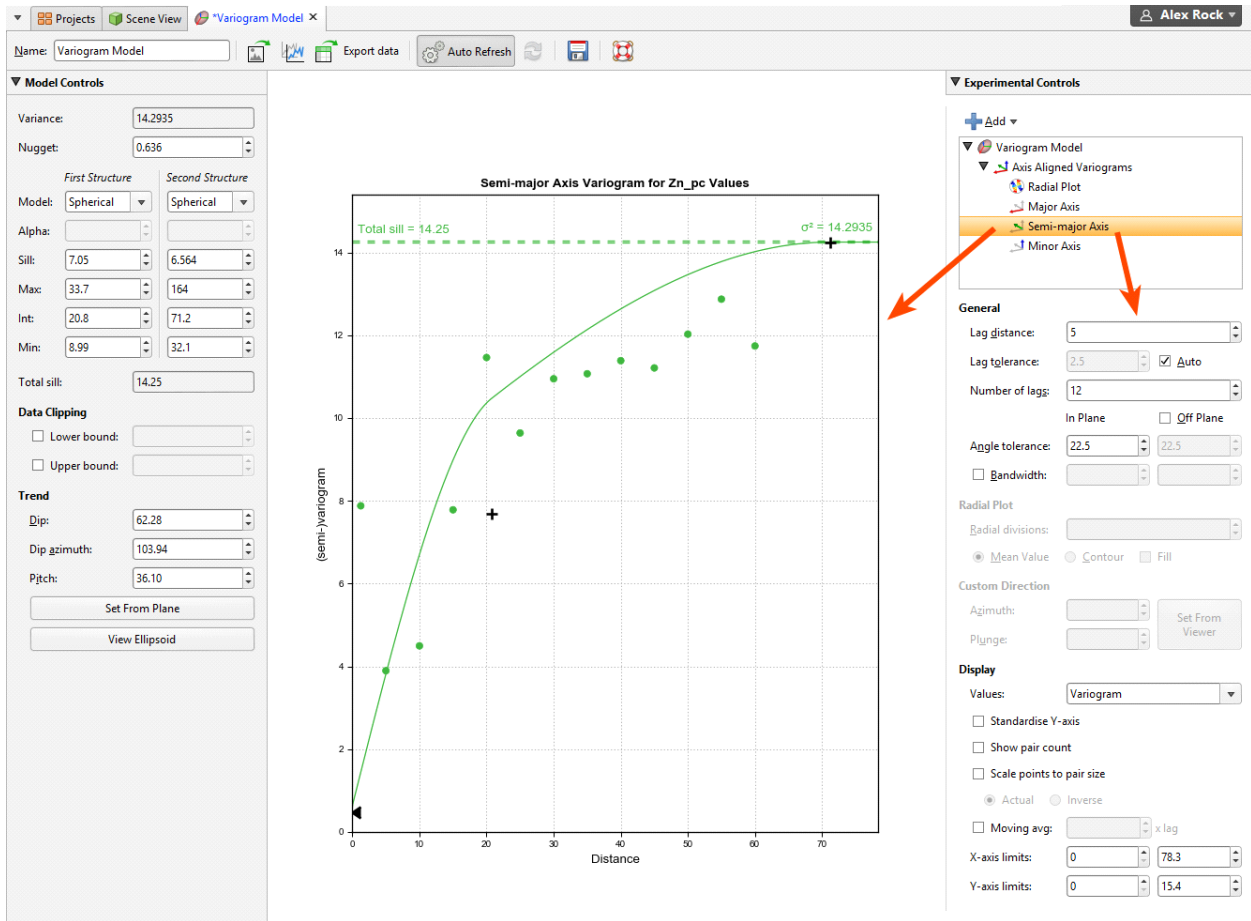 Projects Scene View *Variogram Model × Alex Rock
Name: Variogram Model Export data Auto Refresh
Model Controls
Variance: 14.2935
Nugget: 0.636
First Structure Second Structure
Model: Spherical Spherical
Alpha:
Sill: 7.05 6.564
Max: 33.7 164
Int: 20.8 71.2
Min: 8.99 32.1
Total sill: 14.25
Data Clipping
Lower bound:
Upper bound:
Trend
Dip: 62.28
Dip azimuth: 103.94
Pitch: 36.10
Set From Plane
View Ellipsoid
Semi-major Axis Variogram for Zn_pc Values
Total sill = 14.25 σ² = 14.2935
(semi-)variogram
14
12
10
8
6
4
2
0
0 10 20 30 40 50 60 70
Distance
Experimental Controls
Add
Variogram Model
Axis Aligned Variograms
Radial Plot
Major Axis
Semi-major Axis
Minor Axis
General
Lag distance: 5
Lag tolerance: 2.5 Auto
Number of lags: 12
In Plane Off Plane
Angle tolerance: 22.5 22.5
Bandwidth:
Radial Plot
Radial divisions:
Mean Value Contour Fill
Custom Direction
Azimuth:
Plunge:
Set From
Viewer
Display
Values: Variogram
Standardise Y-axis
Show pair count
Scale points to pair size
Actual Inverse
Moving avg: x lag
X-axis limits: 0 78.3
Y-axis limits: 0 15.4